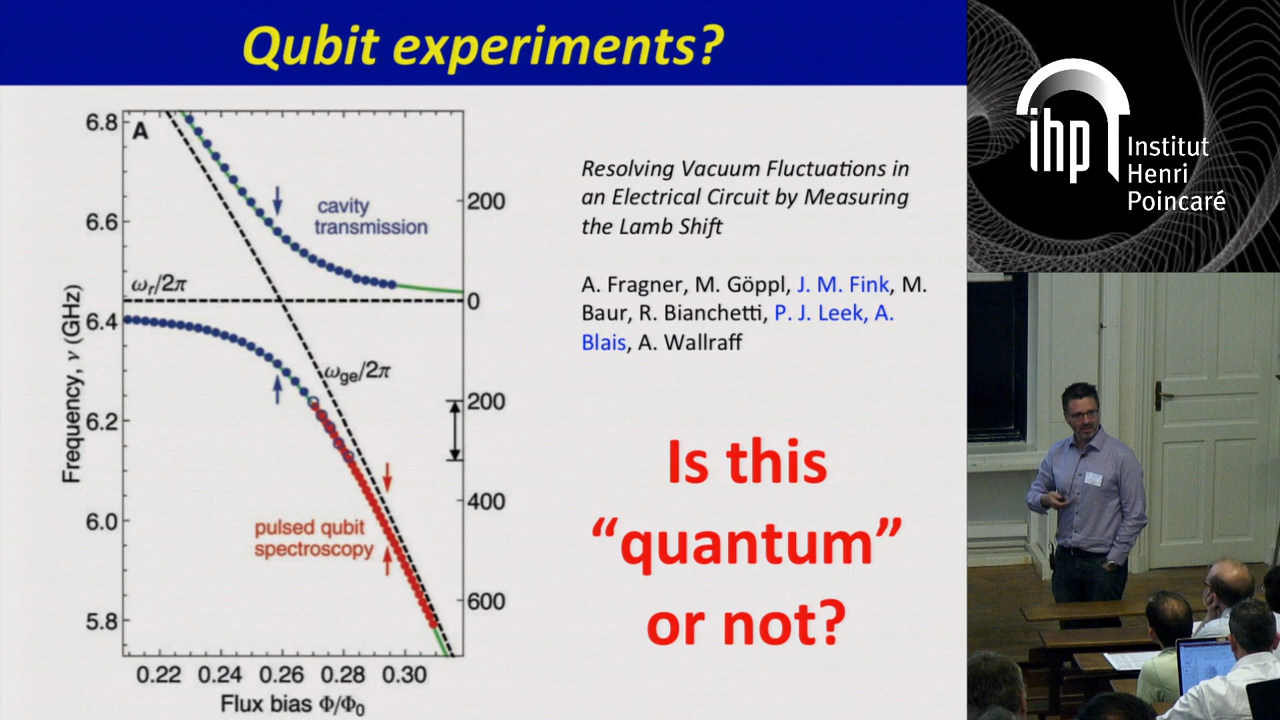 Qubit experiments?
A
6.8
6.6
6.4
6.2
6.0
5.8
Frequency, ν (GHz)
0.22 0.24 0.26 0.28 0.30
Flux bias Φ/Φ0
200
0
200
400
600
cavity
transmission
ωr/2π
ωge/2π
pulsed qubit
spectroscopy
Resolving Vacuum Fluctuations in
an Electrical Circuit by Measuring
the Lamb Shift
A. Fragner, M. Göppl, J. M. Fink, M.
Baur, R. Bianchetti, P. J. Leek, A.
Blais, A. Wallraff
Is this
“quantum”
or not?
ihp
Institut
Henri
Poincaré